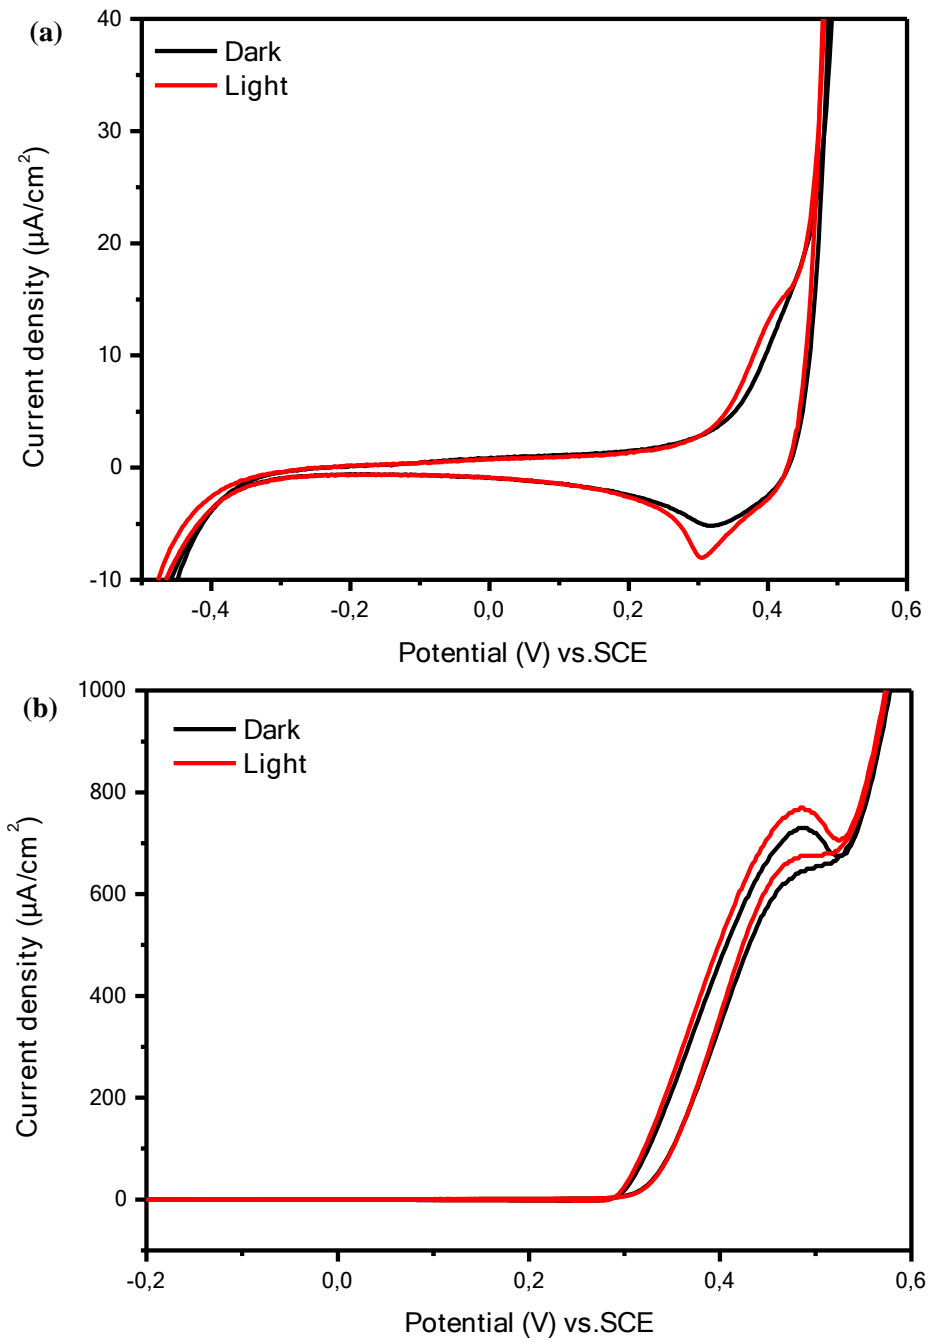 (a)
Dark
Light
40
30
20
10
0
-10
Current density (µA/cm²)
-0,4
-0,2
0,0
0,2
0,4
0,6
Potential (V) vs.SCE
(b)
Dark
Light
1000
800
600
400
200
0
Current density (µA/cm²)
-0,2
0,0
0,2
0,4
0,6
Potential (V) vs.SCE